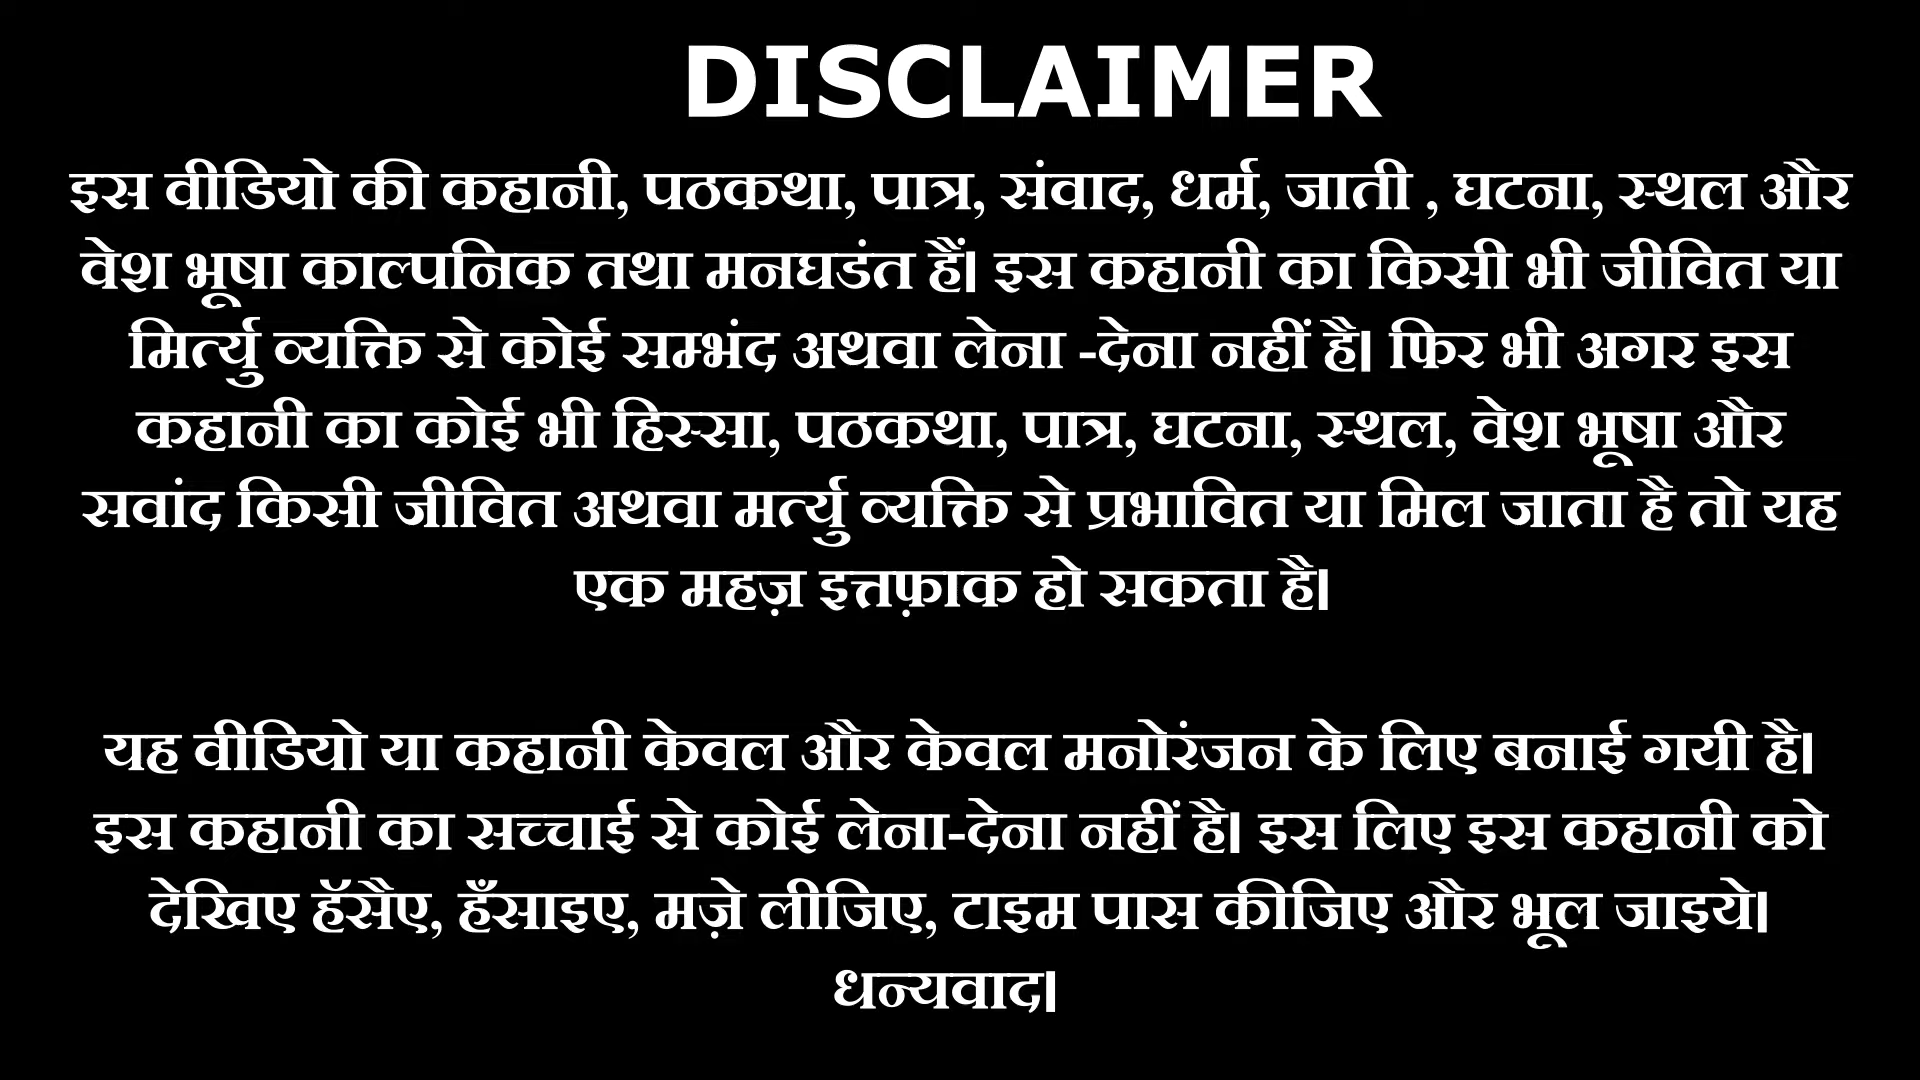 DISCLAIMER
इस वीडियो की कहानी, पठकथा, पात्र, संवाद, धर्म, जाती , घटना, स्थल और
वेश भूषा काल्पनिक तथा मनघडंत हैं। इस कहानी का किसी भी जीवित या
मिर्त्यु व्यक्ति से कोई सम्भंद अथवा लेना -देना नहीं है। फिर भी अगर इस
कहानी का कोई भी हिस्सा, पठकथा, पात्र, घटना, स्थल, वेश भूषा और
सवांद किसी जीवित अथवा मर्त्यु व्यक्ति से प्रभावित या मिल जाता है तो यह
एक महज़ इत्तफ़ाक हो सकता है।
यह वीडियो या कहानी केवल और केवल मनोरंजन के लिए बनाई गयी है।
इस कहानी का सच्चाई से कोई लेना-देना नहीं है। इस लिए इस कहानी को
देखिए हॅसैए, हँसाइए, मज़े लीजिए, टाइम पास कीजिए और भूल जाइये।
धन्यवाद।